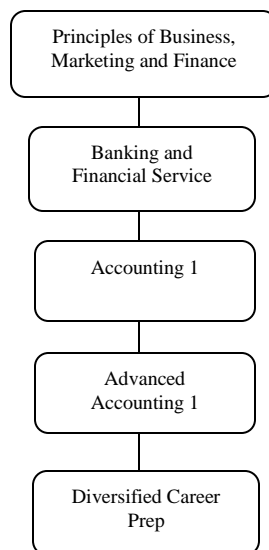 Principles of Business,
Marketing and Finance
Banking and
Financial Service
Accounting 1
Advanced
Accounting 1
Diversified Career
Prep